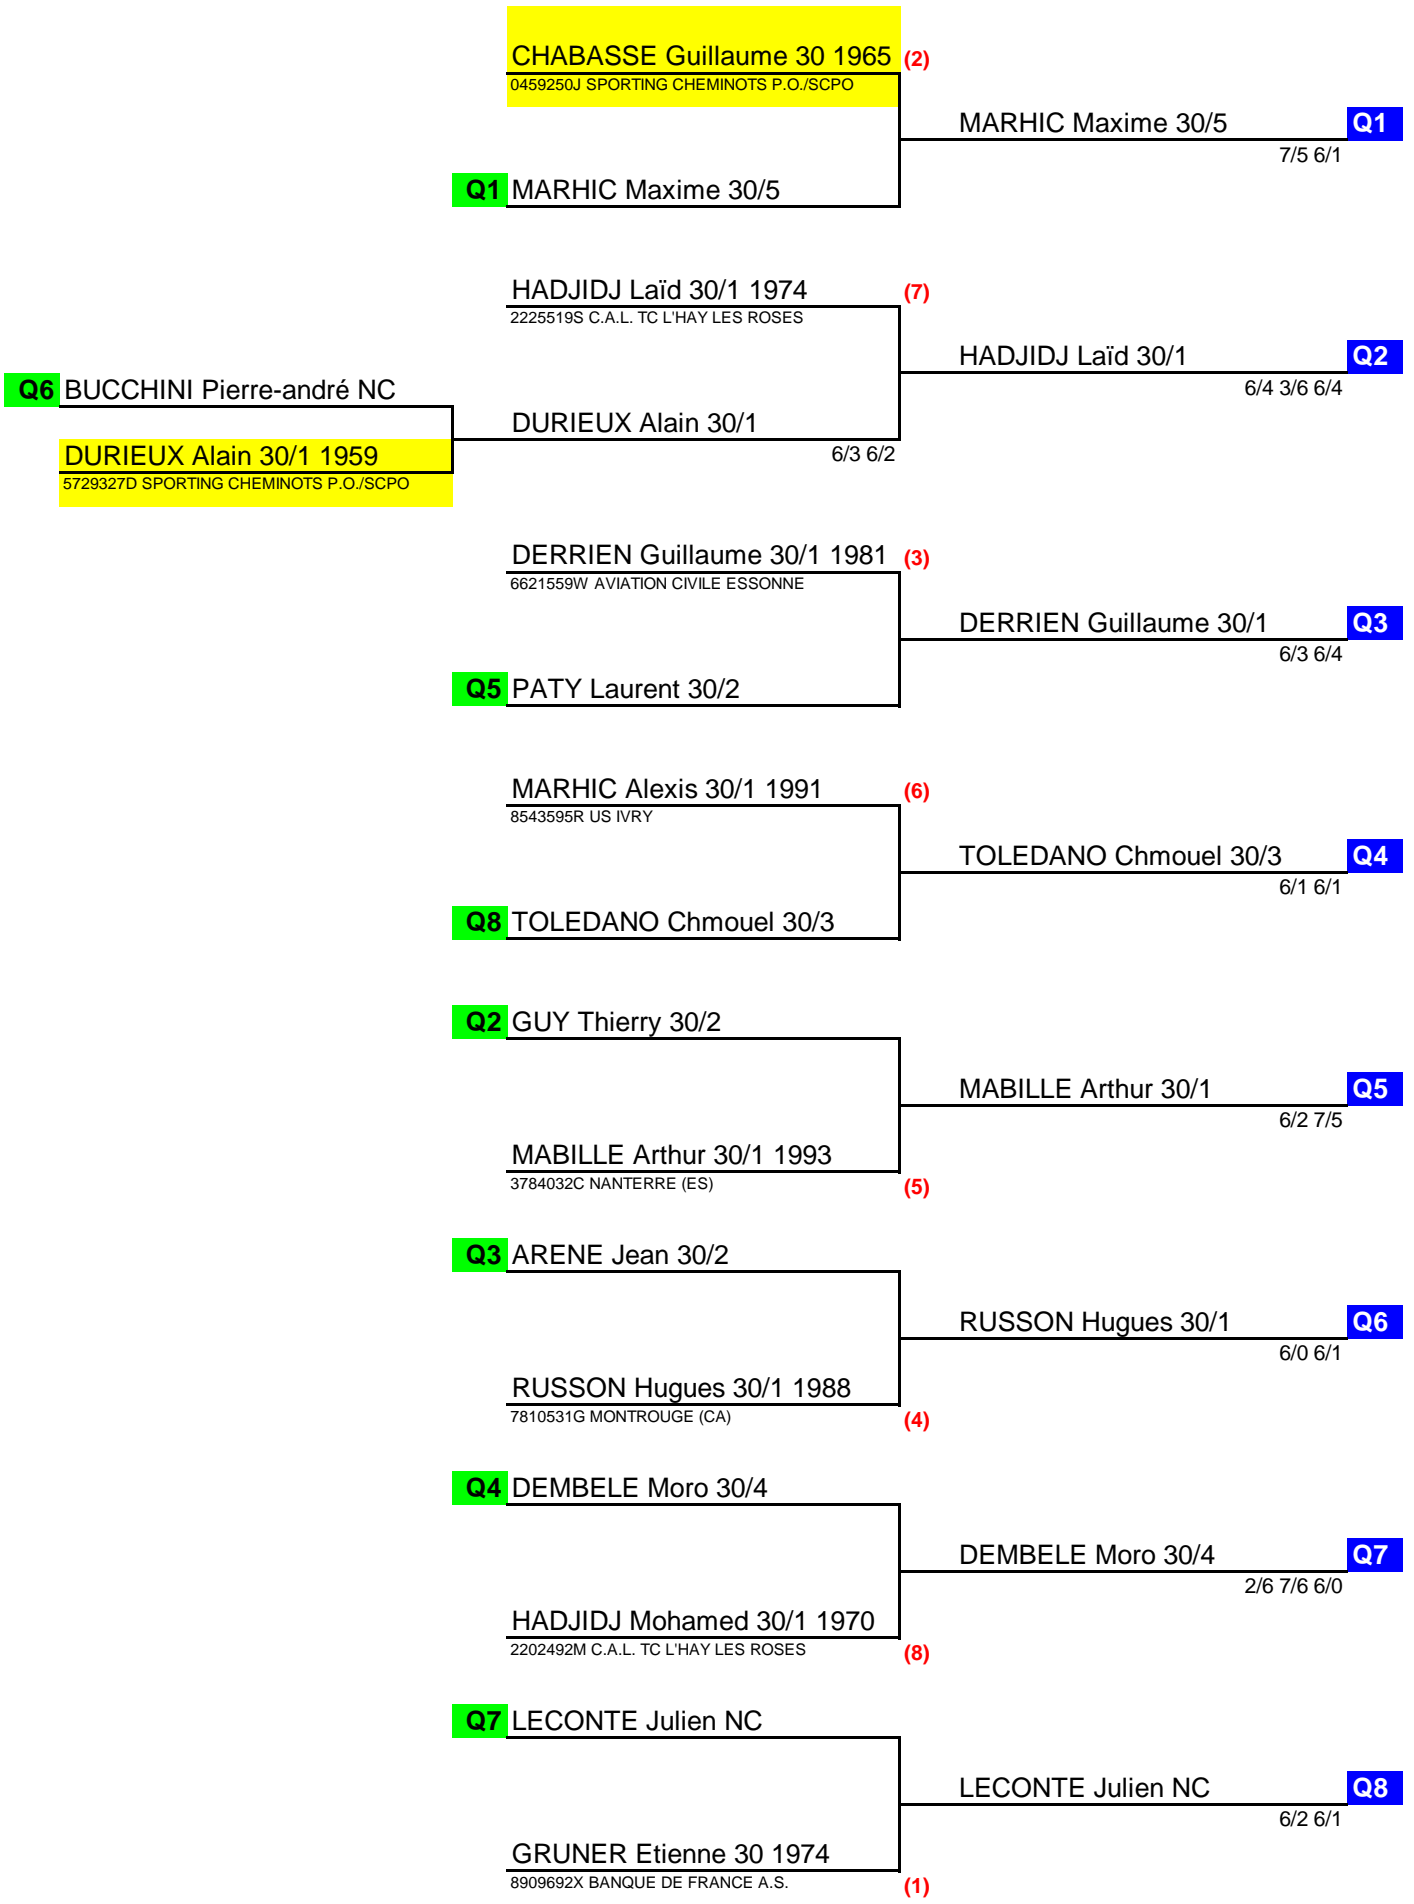 CHABASSE Guillaume 30 1965 (2)
0459250J SPORTING CHEMINOTS P.O./SCPO
MARHIC Maxime 30/5 Q1
7/5 6/1
Q1 MARHIC Maxime 30/5
HADJIDJ Laïd 30/1 1974 (7)
2225519S C.A.L. TC L'HAY LES ROSES
HADJIDJ Laïd 30/1 Q2
6/4 3/6 6/4
Q6 BUCCHINI Pierre-andré NC
DURIEUX Alain 30/1
6/3 6/2
DURIEUX Alain 30/1 1959
5729327D SPORTING CHEMINOTS P.O./SCPO
DERRIEN Guillaume 30/1 1981 (3)
6621559W AVIATION CIVILE ESSONNE
DERRIEN Guillaume 30/1 Q3
6/3 6/4
Q5 PATY Laurent 30/2
MARHIC Alexis 30/1 1991 (6)
8543595R US IVRY
TOLEDANO Chmouel 30/3 Q4
6/1 6/1
Q8 TOLEDANO Chmouel 30/3
Q2 GUY Thierry 30/2
MABILLE Arthur 30/1 Q5
6/2 7/5
MABILLE Arthur 30/1 1993
3784032C NANTERRE (ES) (5)
Q3 ARENE Jean 30/2
RUSSON Hugues 30/1 Q6
6/0 6/1
RUSSON Hugues 30/1 1988
7810531G MONTROUGE (CA) (4)
Q4 DEMBELE Moro 30/4
DEMBELE Moro 30/4 Q7
2/6 7/6 6/0
HADJIDJ Mohamed 30/1 1970
2202492M C.A.L. TC L'HAY LES ROSES (8)
Q7 LECONTE Julien NC
LECONTE Julien NC Q8
6/2 6/1
GRUNER Etienne 30 1974
8909692X BANQUE DE FRANCE A.S. (1)